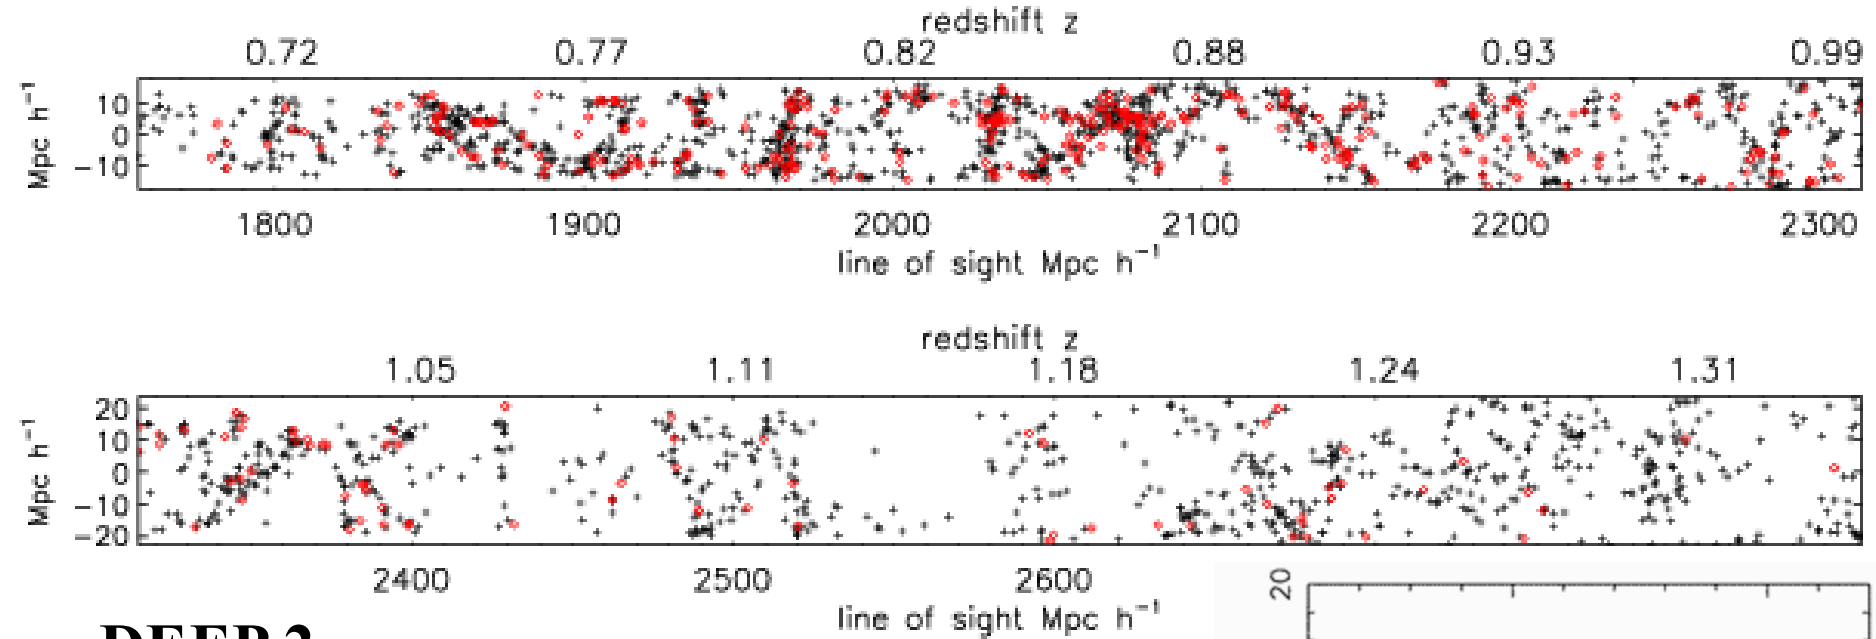 redshift z
0.72 0.77 0.82 0.88 0.93 0.99
10
0
−10
Mpc h⁻¹
1800 1900 2000 2100 2200 2300
line of sight Mpc h⁻¹
redshift z
1.05 1.11 1.18 1.24 1.31
20
10
0
−10
−20
Mpc h⁻¹
2400 2500 2600
line of sight Mpc h⁻¹
20
DEEP 2